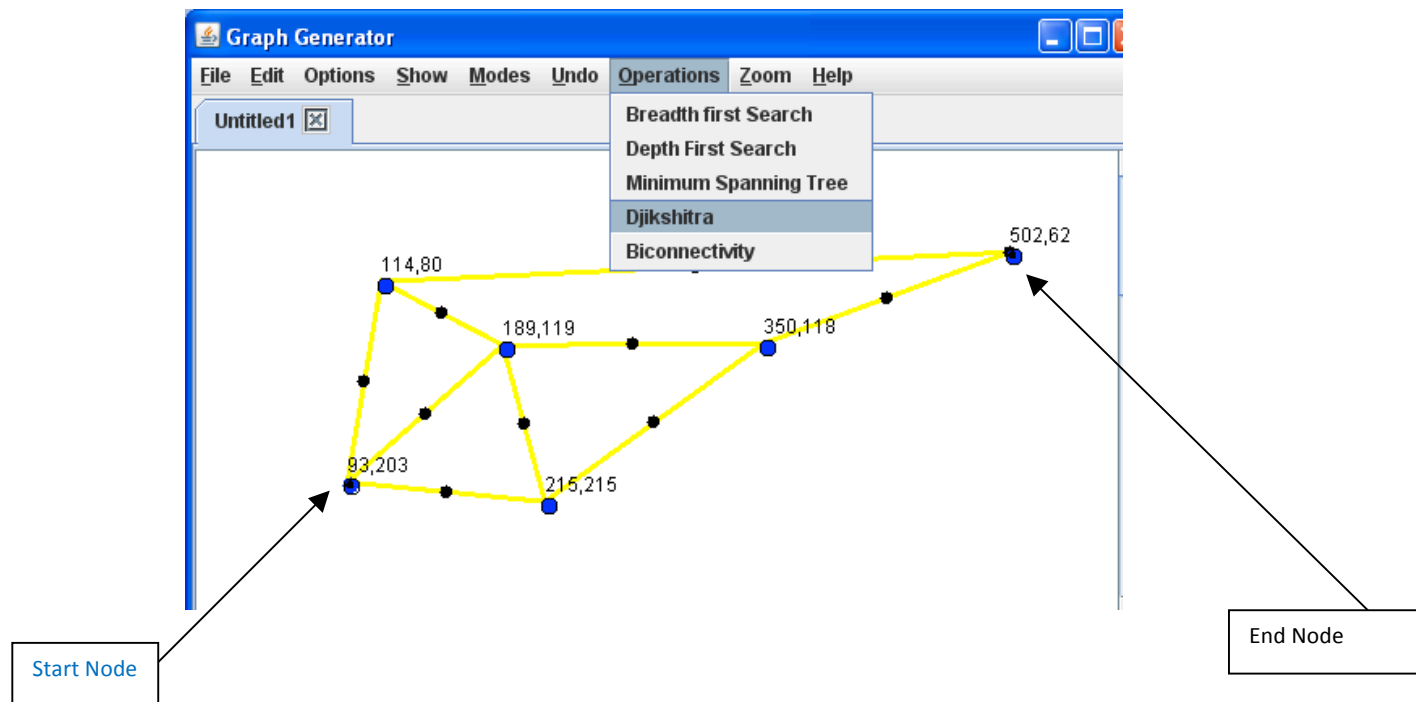 Graph Generator
File Edit Options Show Modes Undo Operations Zoom Help
Untitled1
Breadth first Search
Depth First Search
Minimum Spanning Tree
Djikshitra
Biconnectivity
502,62
114,80
189,119
350,118
93,203
215,215
End Node
Start Node